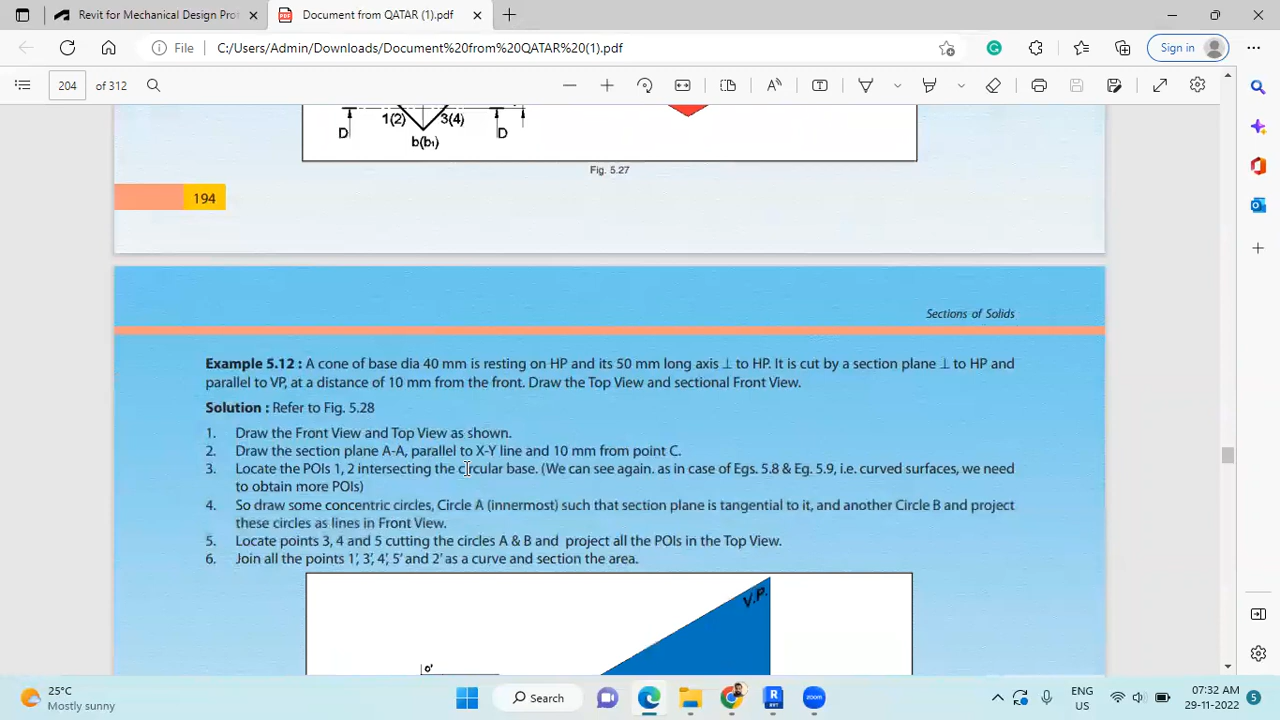 Revit for Mechanical Design Pro
Document from QATAR (1).pdf
File
C:/Users/Admin/Downloads/Document%20from%20QATAR%20(1).pdf
Sign in
204 of 312
1(2) 3(4)
D D
b(b₁)
Fig. 5.27
194
Sections of Solids
Example 5.12 : A cone of base dia 40 mm is resting on HP and its 50 mm long axis ⊥ to HP. It is cut by a section plane ⊥ to HP and
parallel to VP, at a distance of 10 mm from the front. Draw the Top View and sectional Front View.
Solution : Refer to Fig. 5.28
1. Draw the Front View and Top View as shown.
2. Draw the section plane A-A, parallel to X-Y line and 10 mm from point C.
3. Locate the POIs 1, 2 intersecting the circular base. (We can see again. as in case of Egs. 5.8 & Eg. 5.9, i.e. curved surfaces, we need
to obtain more POIs)
4. So draw some concentric circles, Circle A (innermost) such that section plane is tangential to it, and another Circle B and project
these circles as lines in Front View.
5. Locate points 3, 4 and 5 cutting the circles A & B and project all the POIs in the Top View.
6. Join all the points 1’, 3’, 4’, 5’ and 2’ as a curve and section the area.
V.P.
o'
25°C
Mostly sunny
Search
ENG
US
07:32 AM
29-11-2022
5